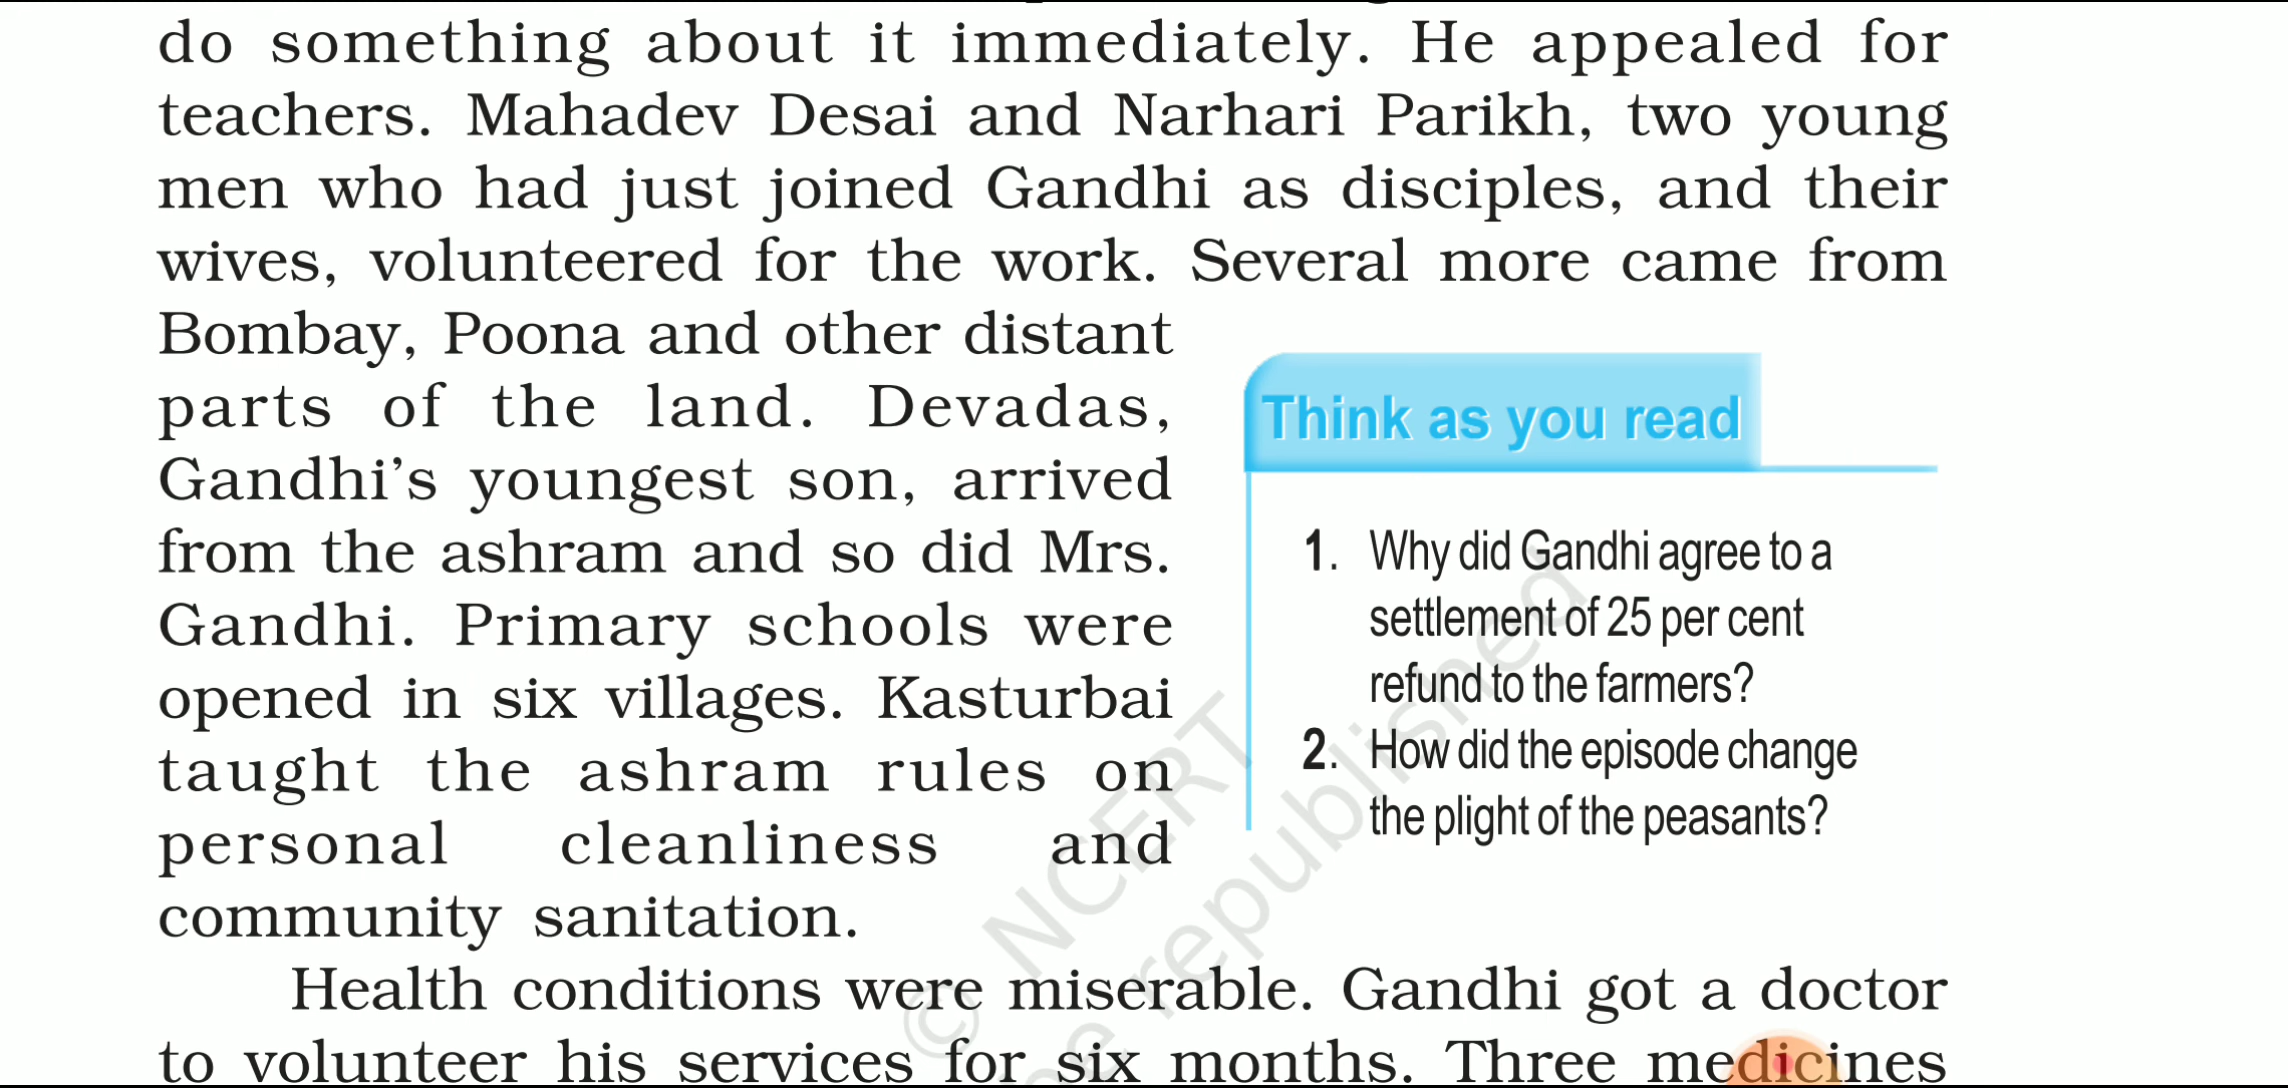 do something about it immediately. He appealed for
teachers. Mahadev Desai and Narhari Parikh, two young
men who had just joined Gandhi as disciples, and their
wives, volunteered for the work. Several more came from
Bombay, Poona and other distant
parts of the land. Devadas,
Gandhi’s youngest son, arrived
from the ashram and so did Mrs.
Gandhi. Primary schools were
opened in six villages. Kasturbai
taught the ashram rules on
personal cleanliness and
community sanitation.
Think as you read
1. Why did Gandhi agree to a
settlement of 25 per cent
refund to the farmers?
2. How did the episode change
the plight of the peasants?
Health conditions were miserable. Gandhi got a doctor
to volunteer his services for six months. Three medicines
© NCERT
republished